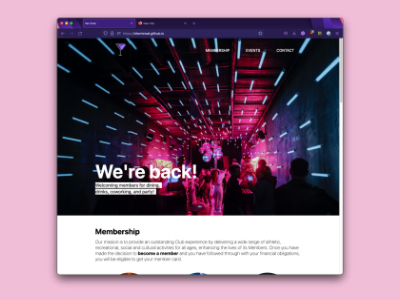 MEMBERSHIP EVENTS CONTACT
We're back!
Welcoming members for dining,
drinks, coworking, and party!
Membership
Our mission is to provide an outstanding Club experience by delivering a wide range of athletic,
recreational, social and cultural activities for all ages, enhancing the lives of its Members. Once you have
made the decision to become a member and you have followed through with your financial obligations,
you will be eligible to get your member card.